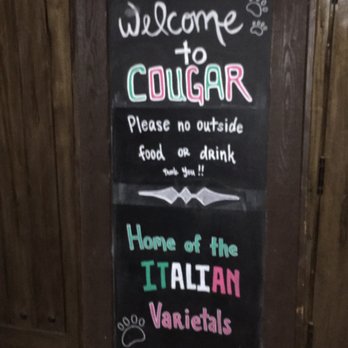 Welcome
to
COUGAR
Please no outside
food OR dRiNK
thank you!!
Home of the
ITALIAN
Varietals